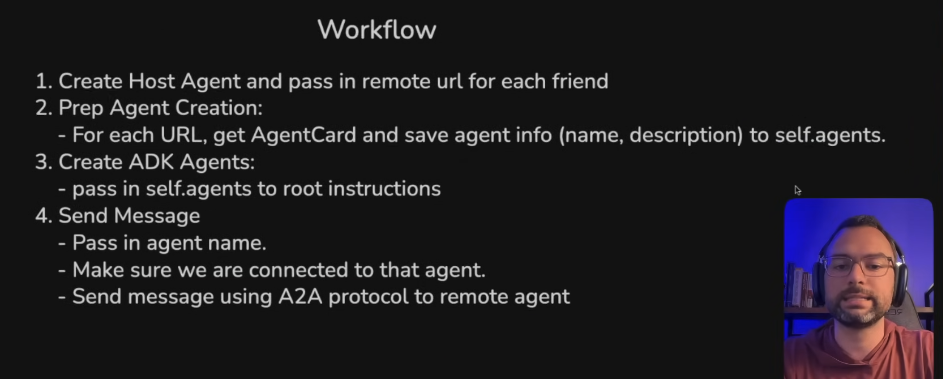 Workflow
1. Create Host Agent and pass in remote url for each friend
2. Prep Agent Creation:
- For each URL, get AgentCard and save agent info (name, description) to self.agents.
3. Create ADK Agents:
- pass in self.agents to root instructions
4. Send Message
- Pass in agent name.
- Make sure we are connected to that agent.
- Send message using A2A protocol to remote agent